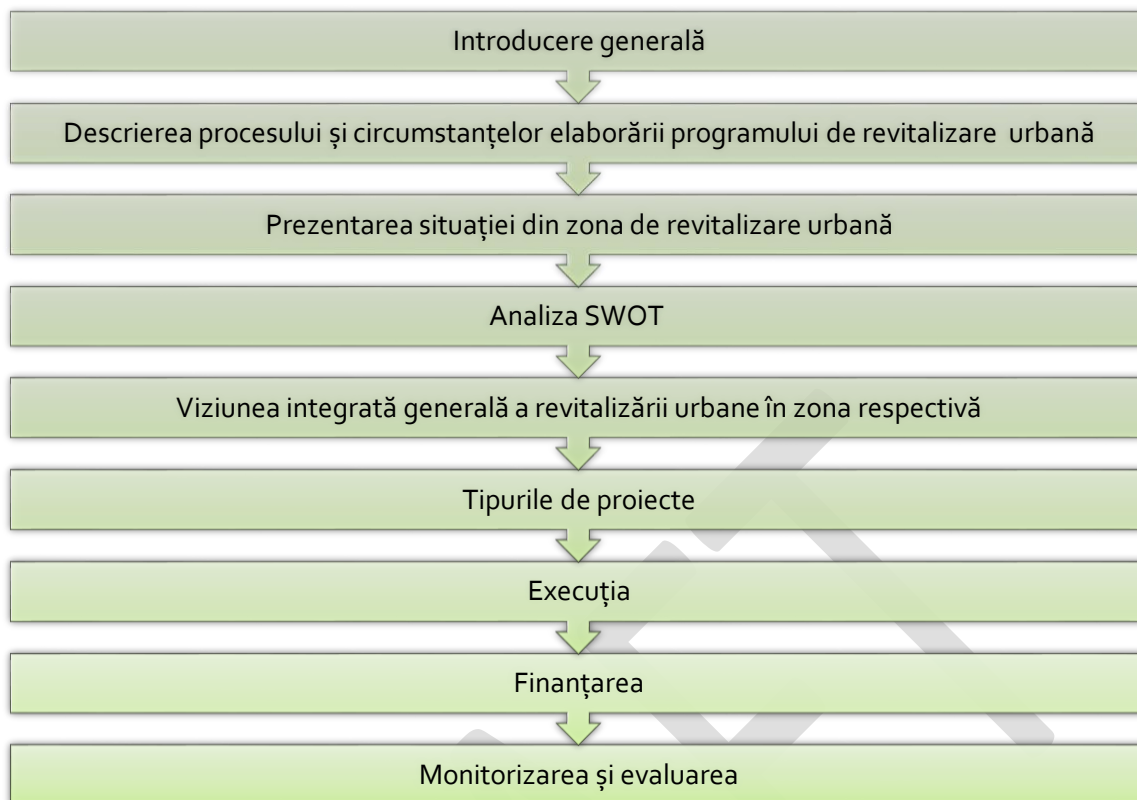 Introducere generală
Descrierea procesului și circumstanțelor elaborării programului de revitalizare urbană
Prezentarea situației din zona de revitalizare urbană
Analiza SWOT
Viziunea integrată generală a revitalizării urbane în zona respectivă
Tipurile de proiecte
Execuția
Finanțarea
Monitorizarea și evaluarea